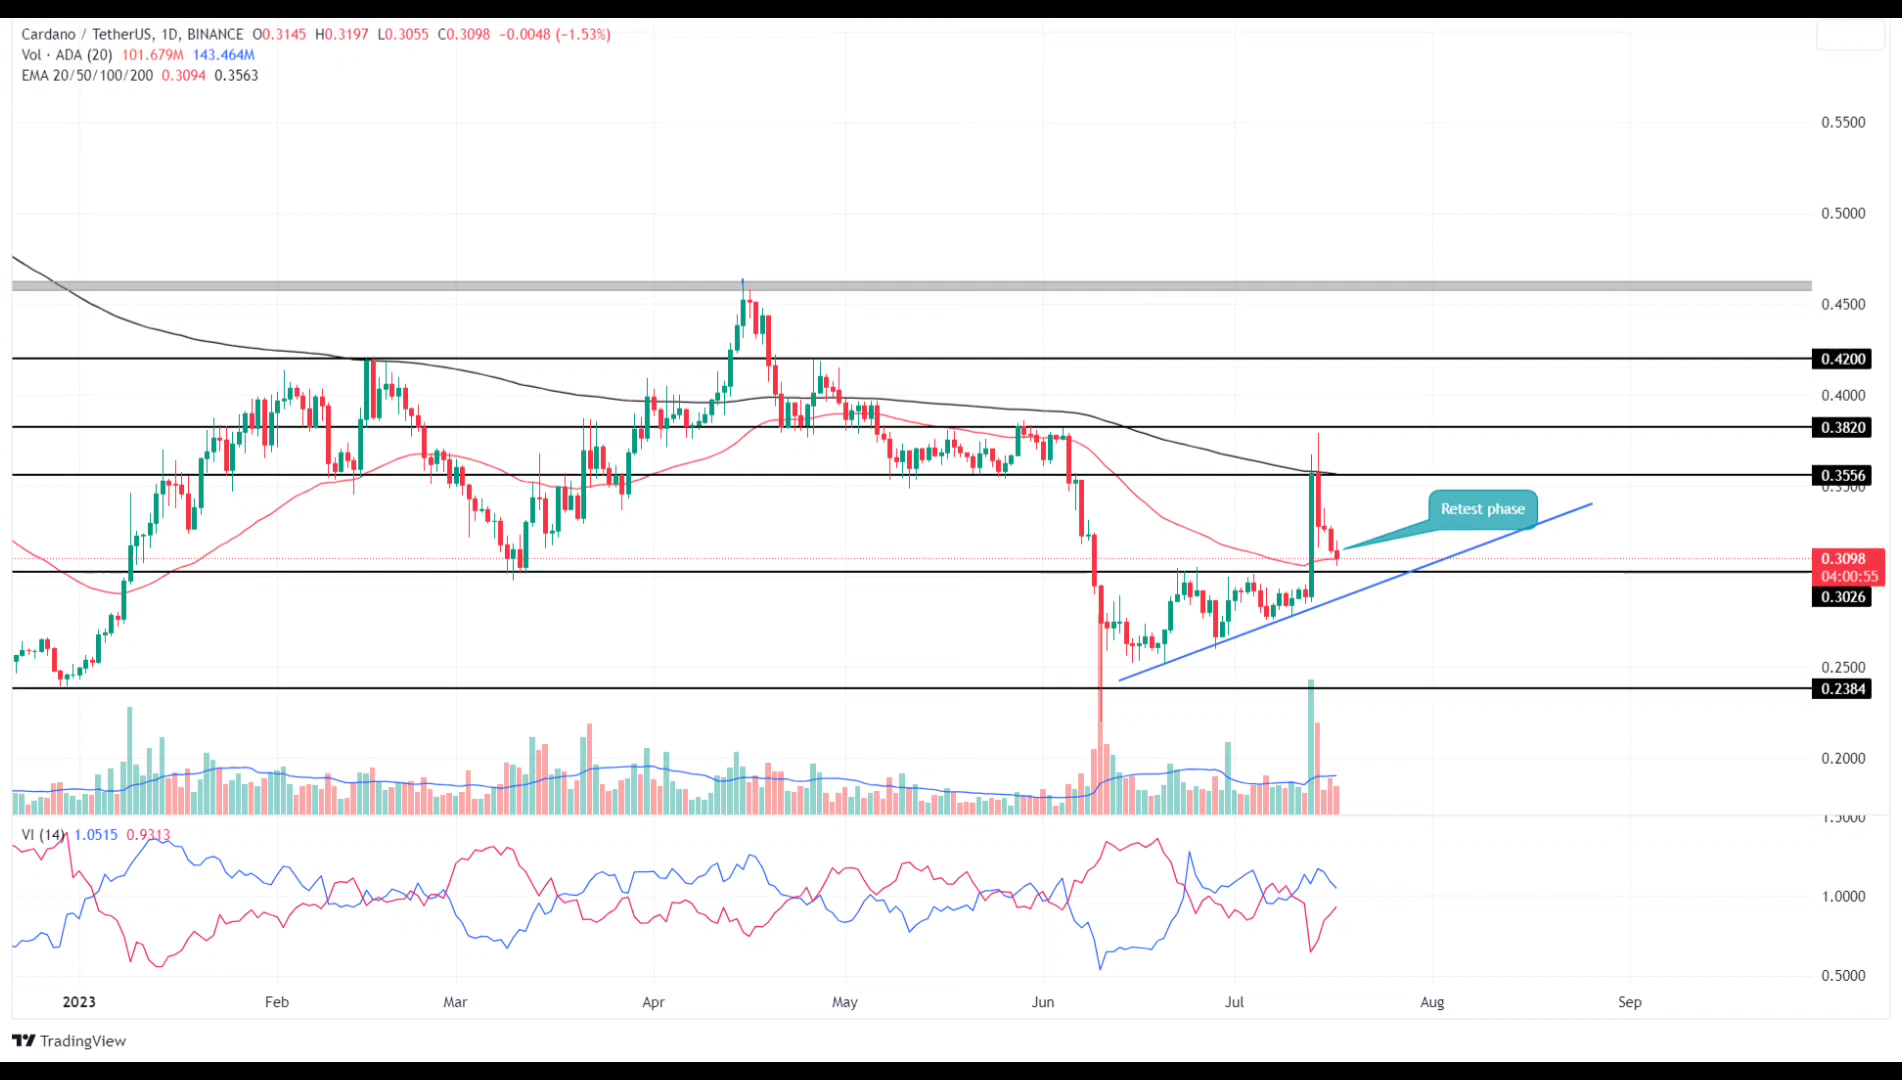 Cardano / TetherUS, 1D, BINANCE O0.3145 H0.3197 L0.3055 C0.3098 −0.0048 (−1.53%)
Vol · ADA (20) 101.679M 143.464M
EMA 20/50/100/200 0.3094 0.3563
0.5500
0.5000
0.4500
0.4200
0.4000
0.3820
0.3556
0.3500
Retest phase
0.3098
04:00:55
0.3026
0.2500
0.2384
0.2000
1.5000
VI (14) 1.0515 0.9313
1.0000
0.5000
2023 Feb Mar Apr May Jun Jul Aug Sep
TradingView